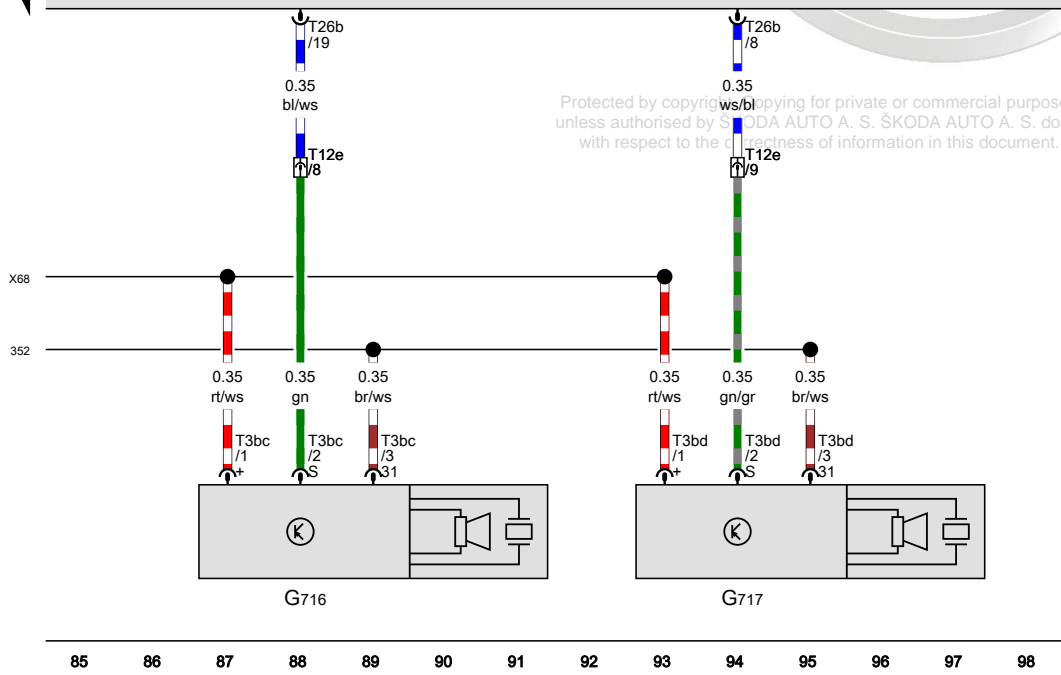 T26b
/19
T26b
/8
0.35
bl/ws
0.35
ws/bl
Protected by copyright. Copying for private or commercial purpose
unless authorised by ŠKODA AUTO A. S. ŠKODA AUTO A. S. do
with respect to the correctness of information in this document.
T12e
/8
T12e
/9
X68
352
0.35
rt/ws
0.35
gn
0.35
br/ws
0.35
rt/ws
0.35
gn/gr
0.35
br/ws
T3bc
/1
+
T3bc
/2
S
T3bc
/3
31
T3bd
/1
+
T3bd
/2
S
T3bd
/3
31
G716
G717
85 86 87 88 89 90 91 92 93 94 95 96 97 98